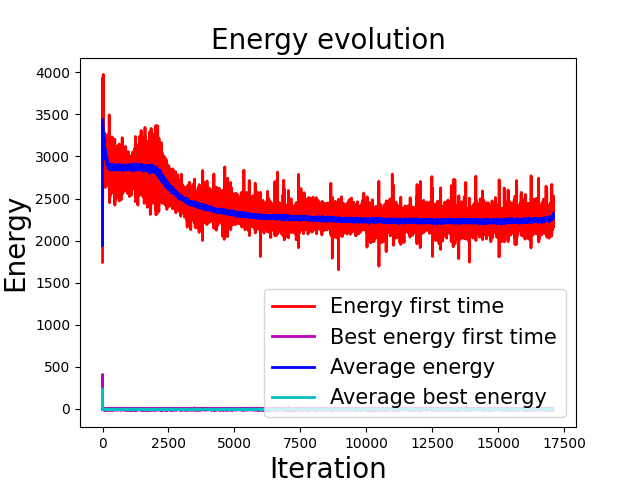 Energy evolution
4000
3500
3000
2500
2000
1500
1000
500
0
Energy
Energy first time
Best energy first time
Average energy
Average best energy
0 2500 5000 7500 10000 12500 15000 17500
Iteration